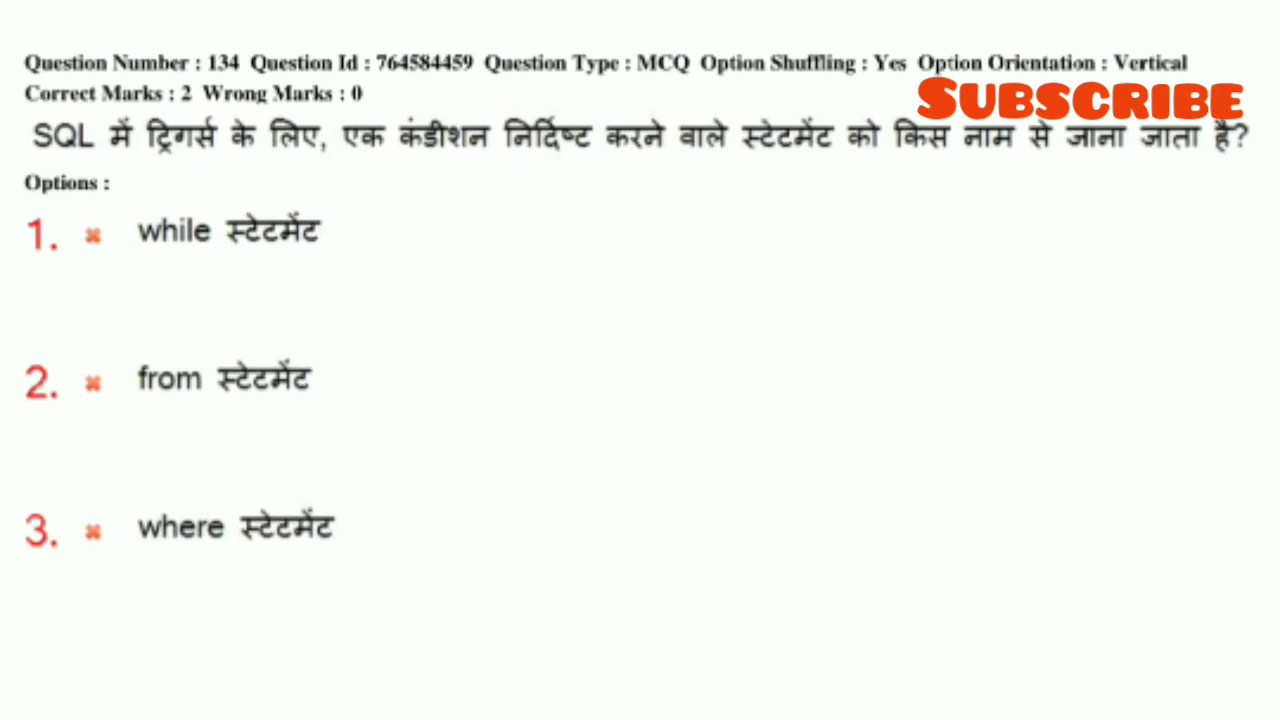 Question Number : 134 Question Id : 764584459 Question Type : MCQ Option Shuffling : Yes Option Orientation : Vertical
Correct Marks : 2 Wrong Marks : 0
SUBSCRIBE
SQL में ट्रिगर्स के लिए, एक कंडीशन निर्दिष्ट करने वाले स्टेटमेंट को किस नाम से जाना जाता है?
Options :
1. ✖ while स्टेटमेंट
2. ✖ from स्टेटमेंट
3. ✖ where स्टेटमेंट